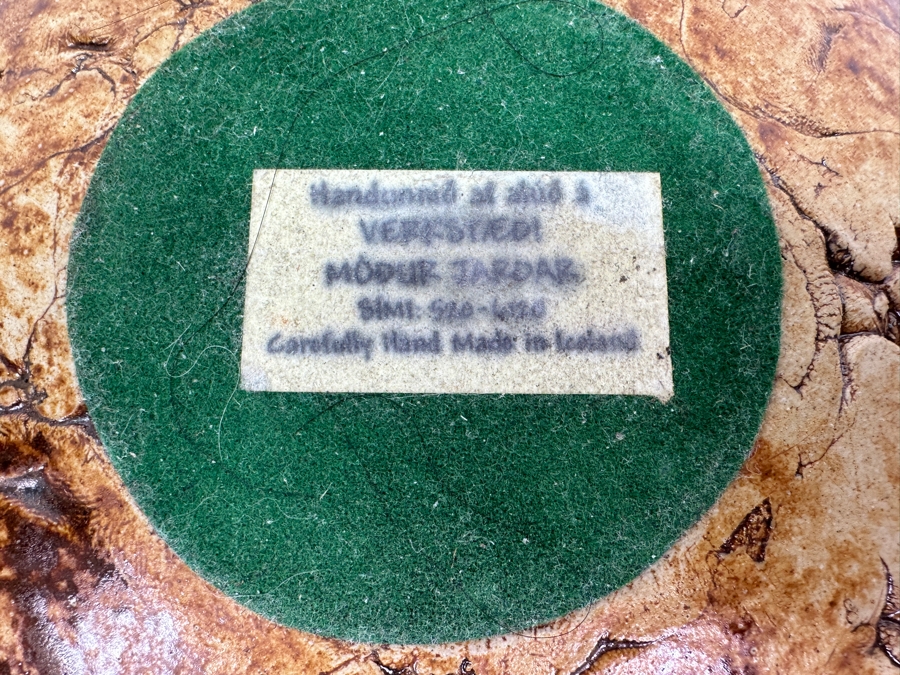 Handunnið af alúð á
VERKSTÆÐI
MÓÐUR JARÐAR
SÍMI:
Carefully Hand Made in Iceland